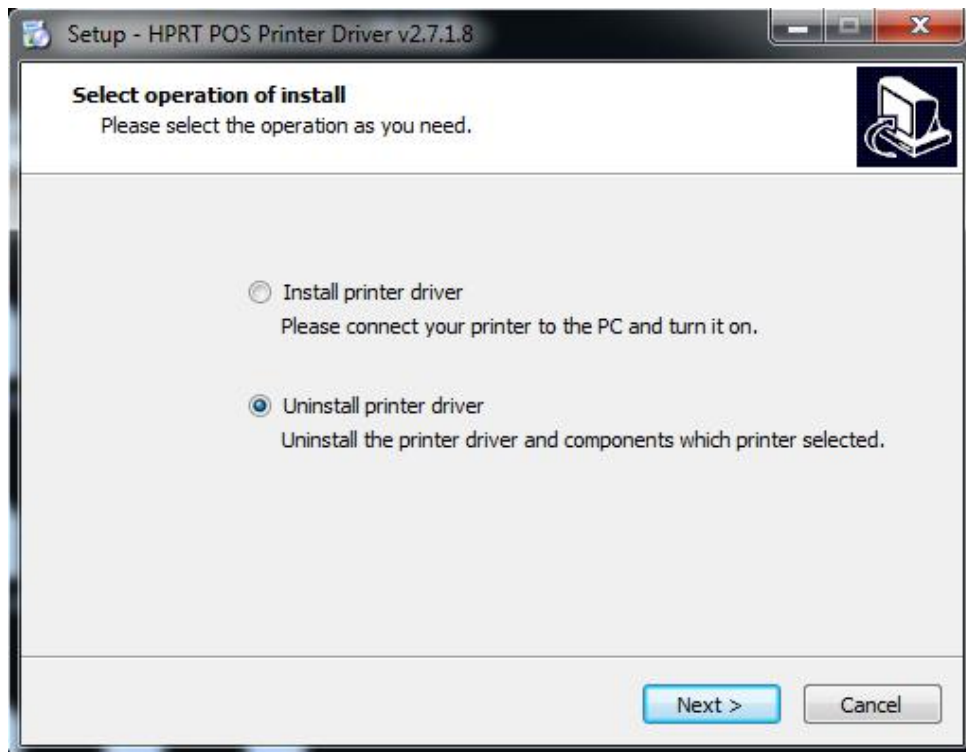 Setup - HPRT POS Printer Driver v2.7.1.8
Select operation of install
Please select the operation as you need.
Install printer driver
Please connect your printer to the PC and turn it on.
Uninstall printer driver
Uninstall the printer driver and components which printer selected.
Next >
Cancel